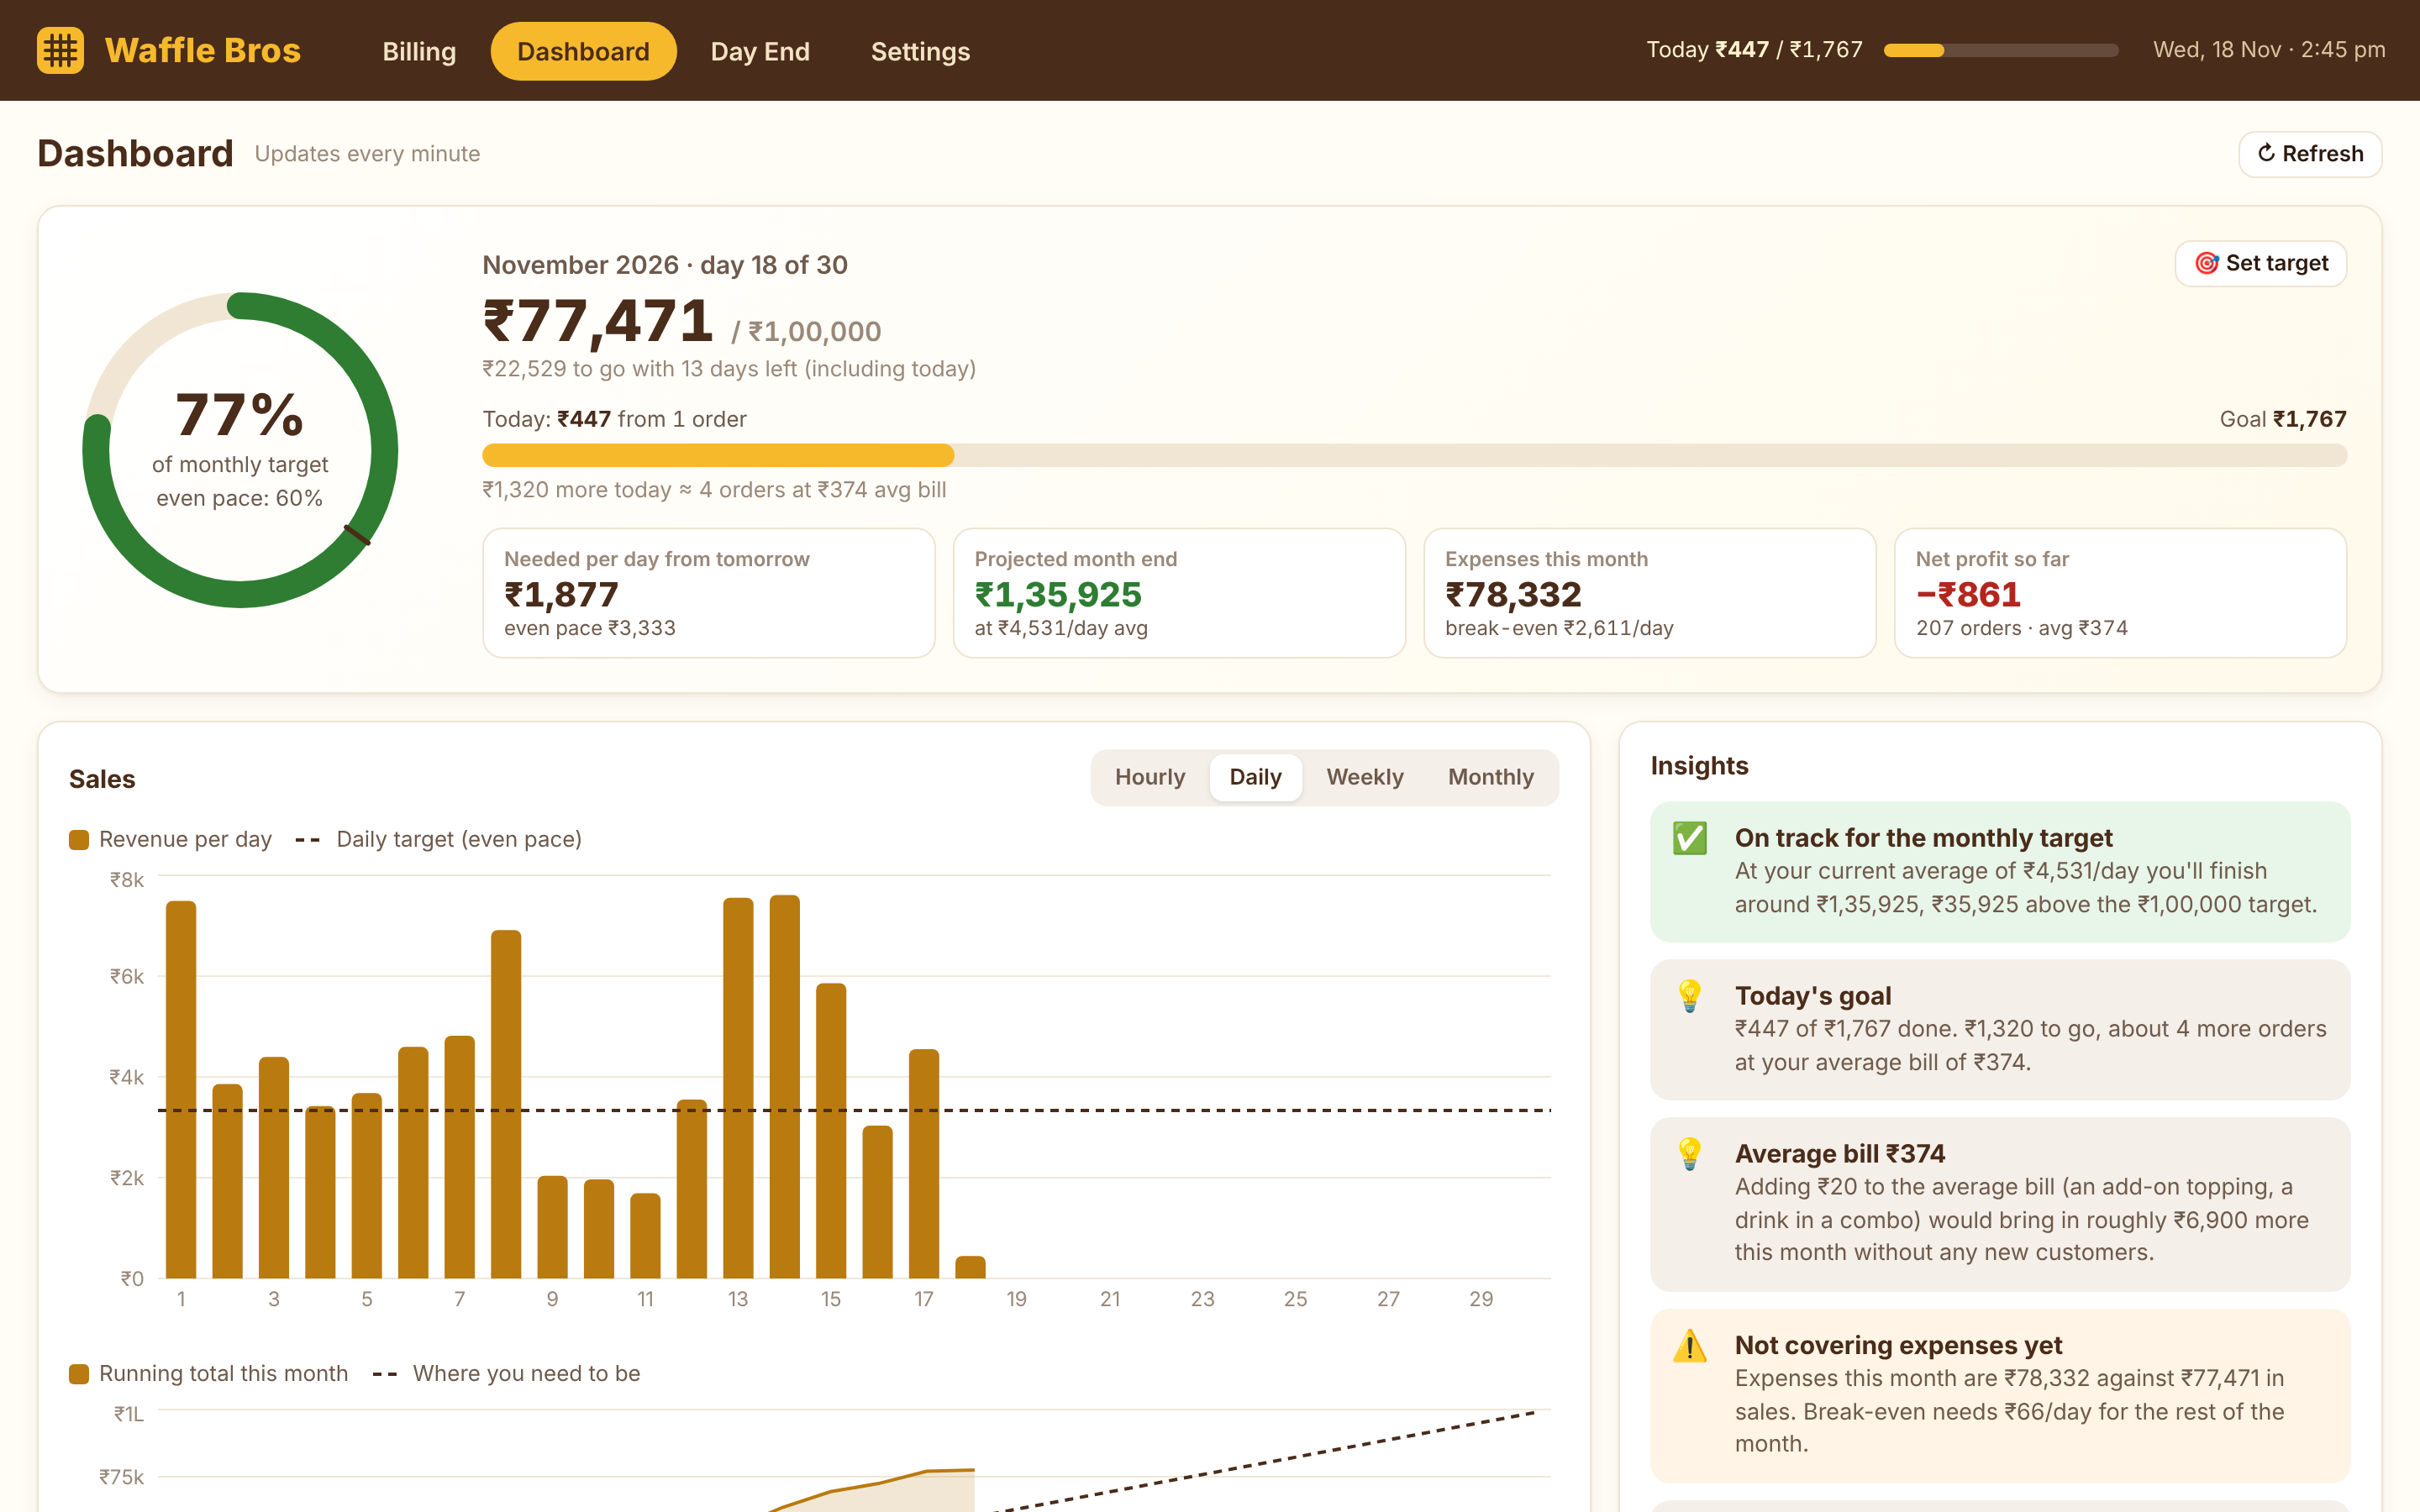 Waffle Bros
Billing
Dashboard
Day End
Settings
Today ₹447 / ₹1,767
Wed, 18 Nov · 2:45 pm
Dashboard
Updates every minute
↻ Refresh
77%
of monthly target
even pace: 60%
November 2026 · day 18 of 30
🎯 Set target
₹77,471 / ₹1,00,000
₹22,529 to go with 13 days left (including today)
Today: ₹447 from 1 order
Goal ₹1,767
₹1,320 more today ≈ 4 orders at ₹374 avg bill
Needed per day from tomorrow
₹1,877
even pace ₹3,333
Projected month end
₹1,35,925
at ₹4,531/day avg
Expenses this month
₹78,332
break-even ₹2,611/day
Net profit so far
−₹861
207 orders · avg ₹374
Sales
Hourly
Daily
Weekly
Monthly
Revenue per day
Daily target (even pace)
₹8k
₹6k
₹4k
₹2k
₹0
1 3 5 7 9 11 13 15 17 19 21 23 25 27 29
Running total this month
Where you need to be
₹1L
₹75k
Insights
On track for the monthly target
At your current average of ₹4,531/day you'll finish
around ₹1,35,925, ₹35,925 above the ₹1,00,000 target.
Today's goal
₹447 of ₹1,767 done. ₹1,320 to go, about 4 more orders
at your average bill of ₹374.
Average bill ₹374
Adding ₹20 to the average bill (an add-on topping, a
drink in a combo) would bring in roughly ₹6,900 more
this month without any new customers.
Not covering expenses yet
Expenses this month are ₹78,332 against ₹77,471 in
sales. Break-even needs ₹66/day for the rest of the
month.